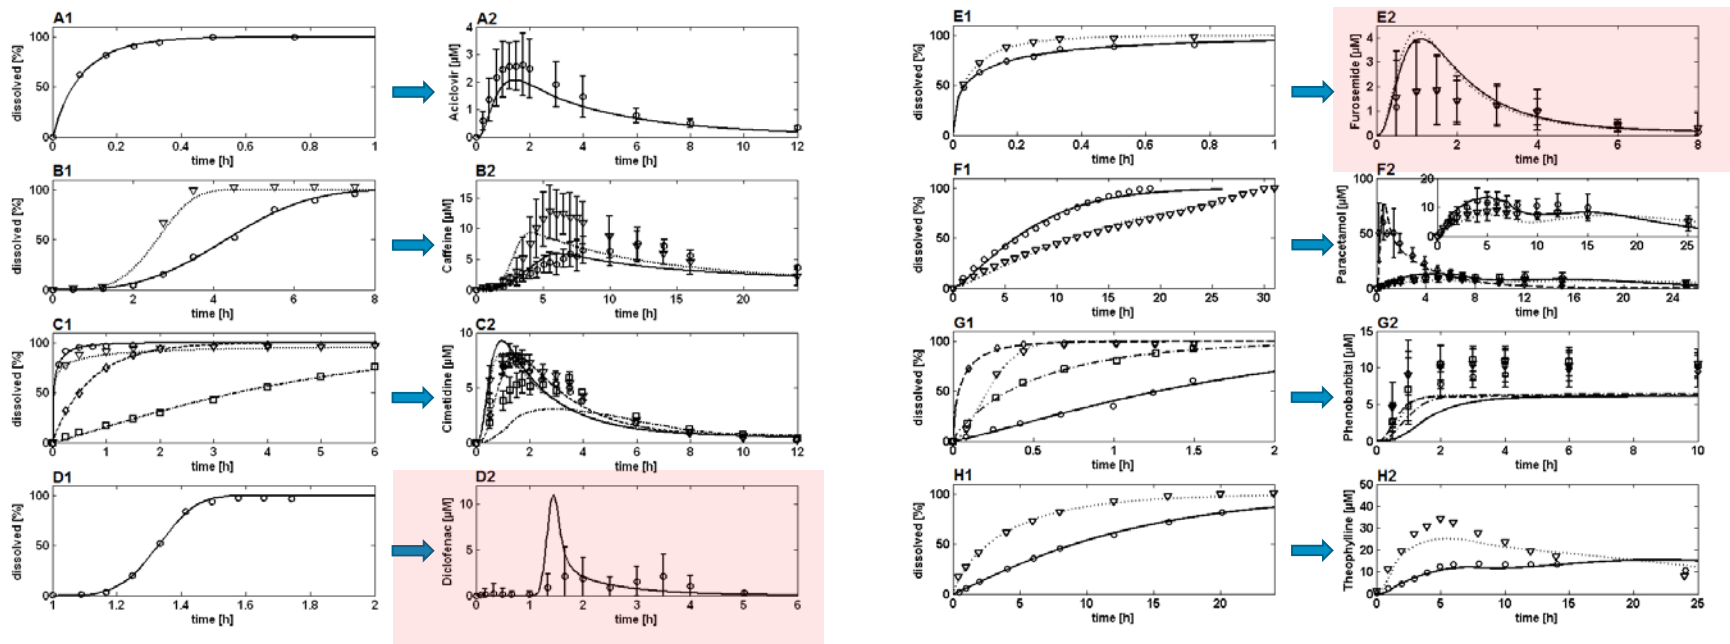 A1
dissolved [%]
100
50
0
0 0.2 0.4 0.6 0.8 1
time [h]
A2
Aciclovir [µM]
4
3
2
1
0
0 2 4 6 8 10 12
time [h]
E1
dissolved [%]
100
50
0
0 0.2 0.4 0.6 0.8 1
time [h]
E2
Furosemide [µM]
4
3
2
1
0
0 2 4 6 8
time [h]
B1
dissolved [%]
100
50
0
0 2 4 6 8
time [h]
B2
Caffeine [µM]
15
10
5
0
0 5 10 15 20
time [h]
F1
dissolved [%]
100
50
0
0 5 10 15 20 25 30
time [h]
F2
Paracetamol [µM]
100
50
0
0 4 8 12 16 20 24
time [h]
20
10
0
0 5 10 15 20 25
C1
dissolved [%]
100
50
0
0 1 2 3 4 5 6
time [h]
C2
Cimetidine [µM]
10
5
0
0 2 4 6 8 10 12
time [h]
G1
dissolved [%]
100
50
0
0 0.5 1 1.5 2
time [h]
G2
Phenobarbital [µM]
15
10
5
0
0 2 4 6 8 10
time [h]
D1
dissolved [%]
100
50
0
1 1.2 1.4 1.6 1.8 2
time [h]
D2
Diclofenac [µM]
10
5
0
0 1 2 3 4 5 6
time [h]
H1
dissolved [%]
100
50
0
0 5 10 15 20
time [h]
H2
Theophylline [µM]
50
40
30
20
10
0
0 5 10 15 20 25
time [h]